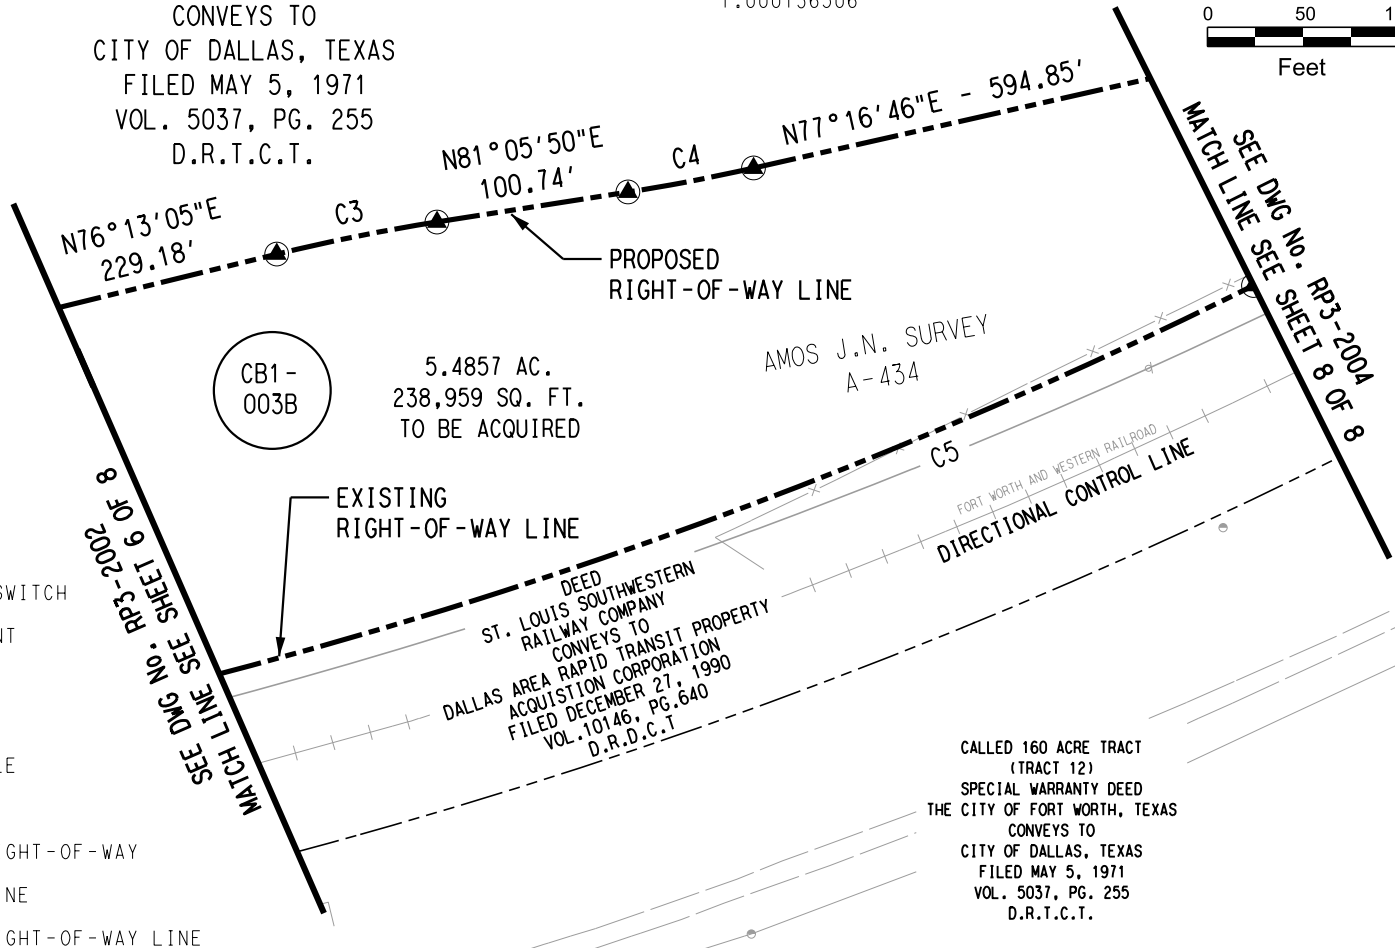 CONVEYS TO
CITY OF DALLAS, TEXAS
FILED MAY 5, 1971
VOL. 5037, PG. 255
D.R.T.C.T.
0 50
Feet
N76°13'05"E
229.18'
C3
N81°05'50"E
100.74'
C4
N77°16'46"E - 594.85'
PROPOSED
RIGHT-OF-WAY LINE
SEE DWG No. RP3-2004
MATCH LINE SEE SHEET 8 OF 8
CB1-
003B
5.4857 AC.
238,959 SQ. FT.
TO BE ACQUIRED
AMOS J.N. SURVEY
A-434
C5
FORT WORTH AND WESTERN RAILROAD
DIRECTIONAL CONTROL LINE
EXISTING
RIGHT-OF-WAY LINE
SEE DWG No. RP3-2002
MATCH LINE SEE SHEET 6 OF 8
DEED
ST. LOUIS SOUTHWESTERN
RAILWAY COMPANY
CONVEYS TO
DALLAS AREA RAPID TRANSIT PROPERTY
ACQUISTION CORPORATION
FILED DECEMBER 27, 1990
VOL.10146, PG.640
D.R.D.C.T
SWITCH
NT
LE
GHT-OF-WAY
NE
GHT-OF-WAY LINE
CALLED 160 ACRE TRACT
(TRACT 12)
SPECIAL WARRANTY DEED
THE CITY OF FORT WORTH, TEXAS
CONVEYS TO
CITY OF DALLAS, TEXAS
FILED MAY 5, 1971
VOL. 5037, PG. 255
D.R.T.C.T.